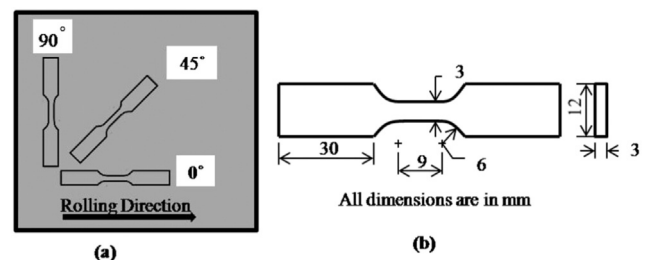 90°
45°
0°
Rolling Direction
(a)
3
12
30
9
6
3
All dimensions are in mm
(b)